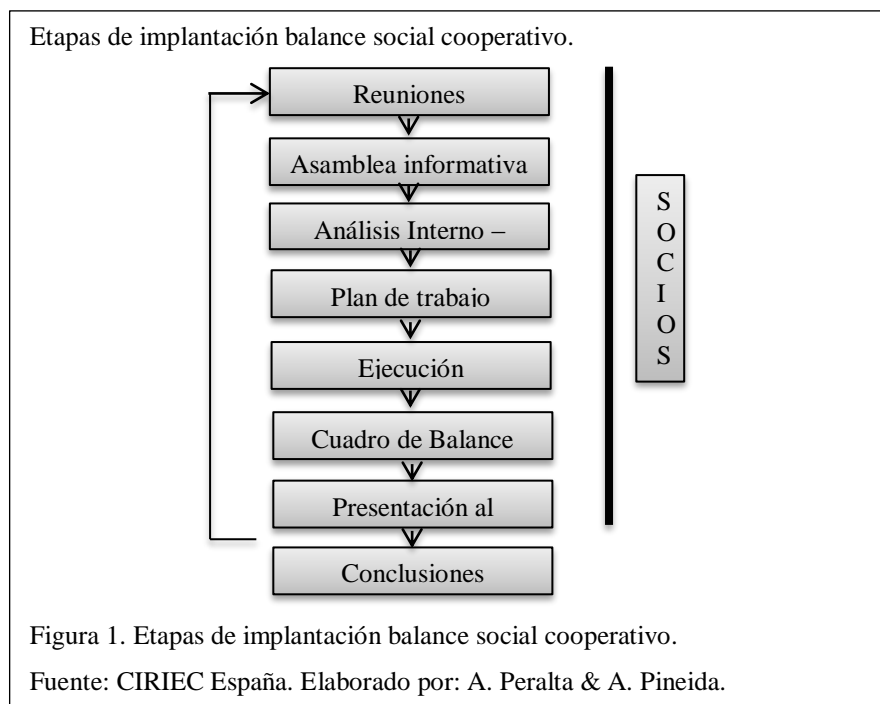 Etapas de implantación balance social cooperativo.
Reuniones
Asamblea informativa
Análisis Interno –
Plan de trabajo
Ejecución
Cuadro de Balance
Presentación al
Conclusiones
S
O
C
I
O
S
Figura 1. Etapas de implantación balance social cooperativo.
Fuente: CIRIEC España. Elaborado por: A. Peralta & A. Pineida.